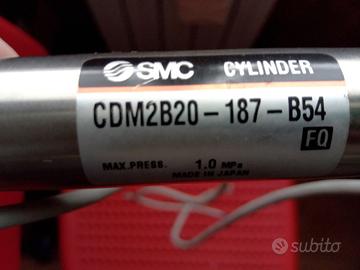 SMC CYLINDER
CDM2B20-187-B54
FQ
MAX.PRESS. 1.0 MPa
MADE IN JAPAN
subito